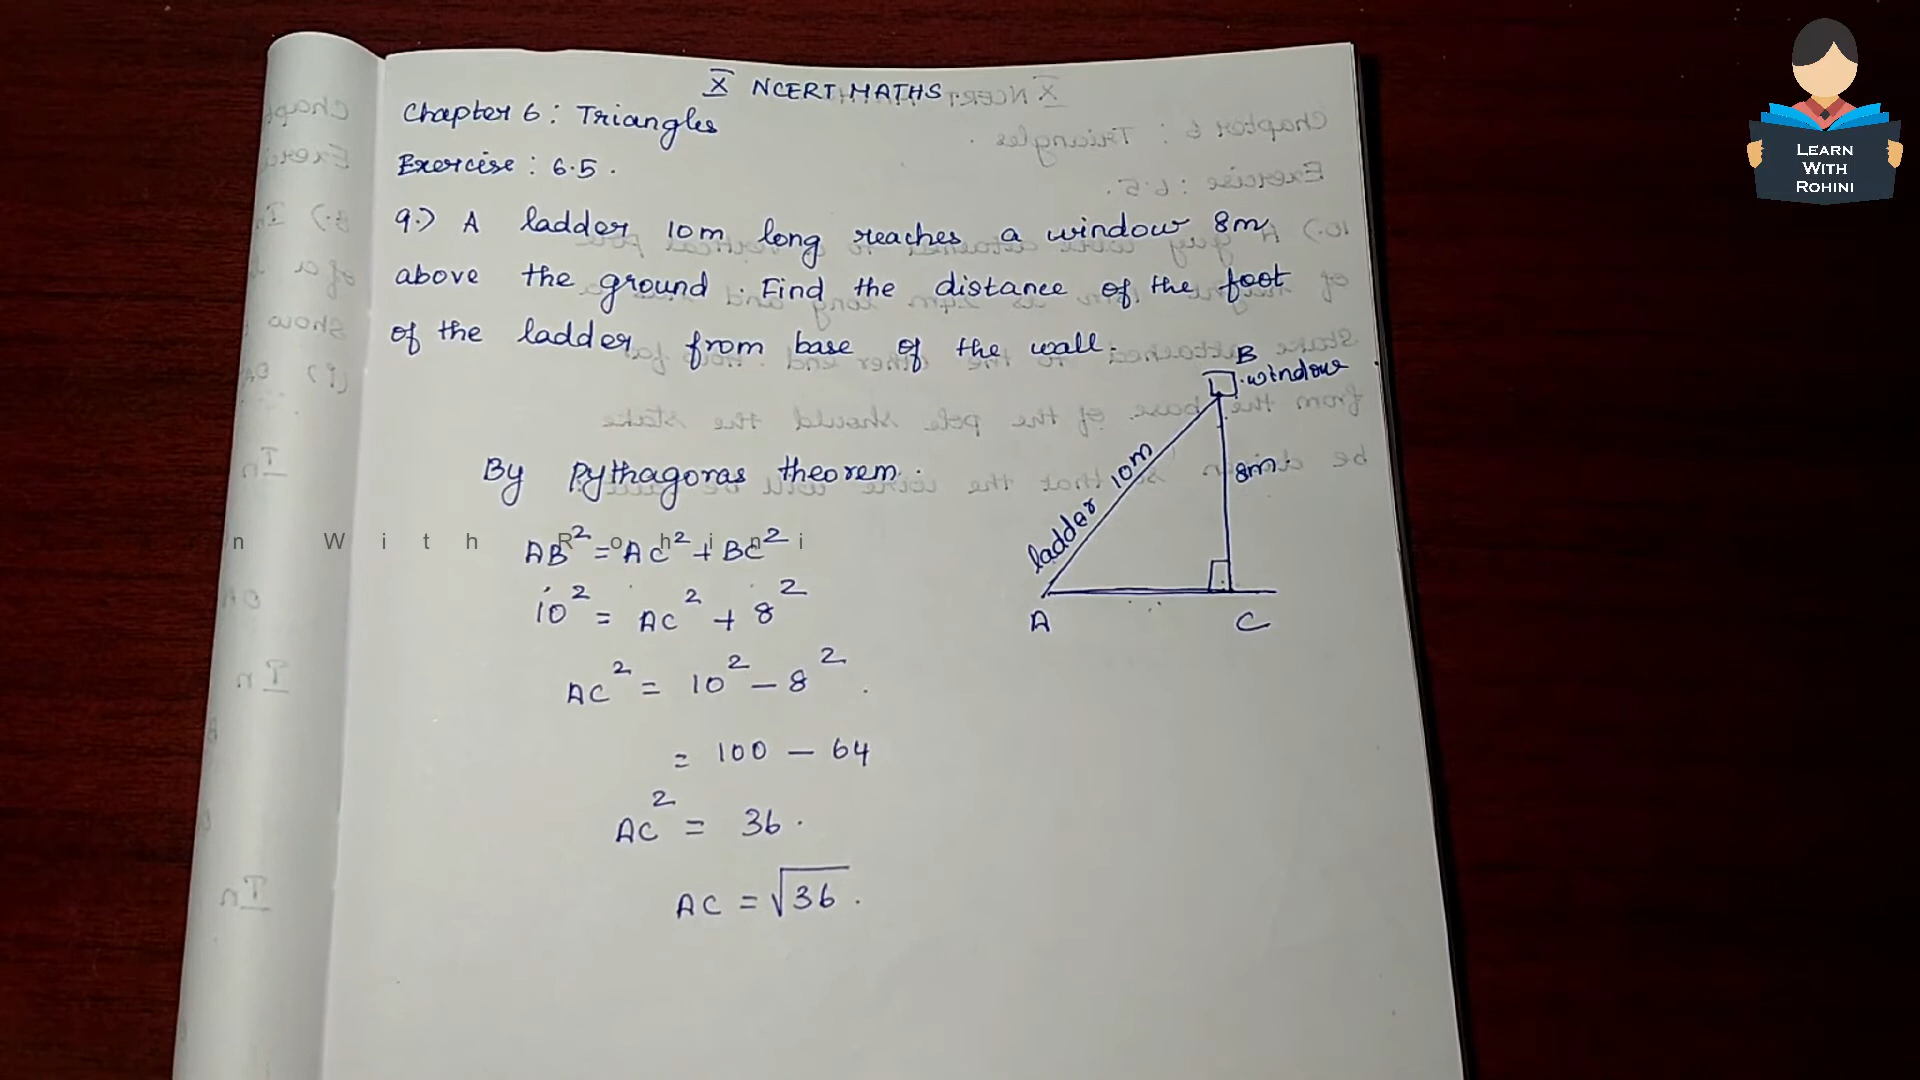 X NCERT MATHS
Chapter 6 : Triangles
Exercise : 6.5 .
9.) A ladder 10m long reaches a window 8m
above the ground . Find the distance of the foot
of the ladder from base of the wall.
B
window
ladder 10m
8m.
A
C
By Pythagoras theorem.
AB² = AC² + BC²
10² = AC² + 8²
AC² = 10² – 8² .
= 100 – 64
AC² = 36 .
AC = √36 .
n With Rohini
LEARN
WITH
ROHINI